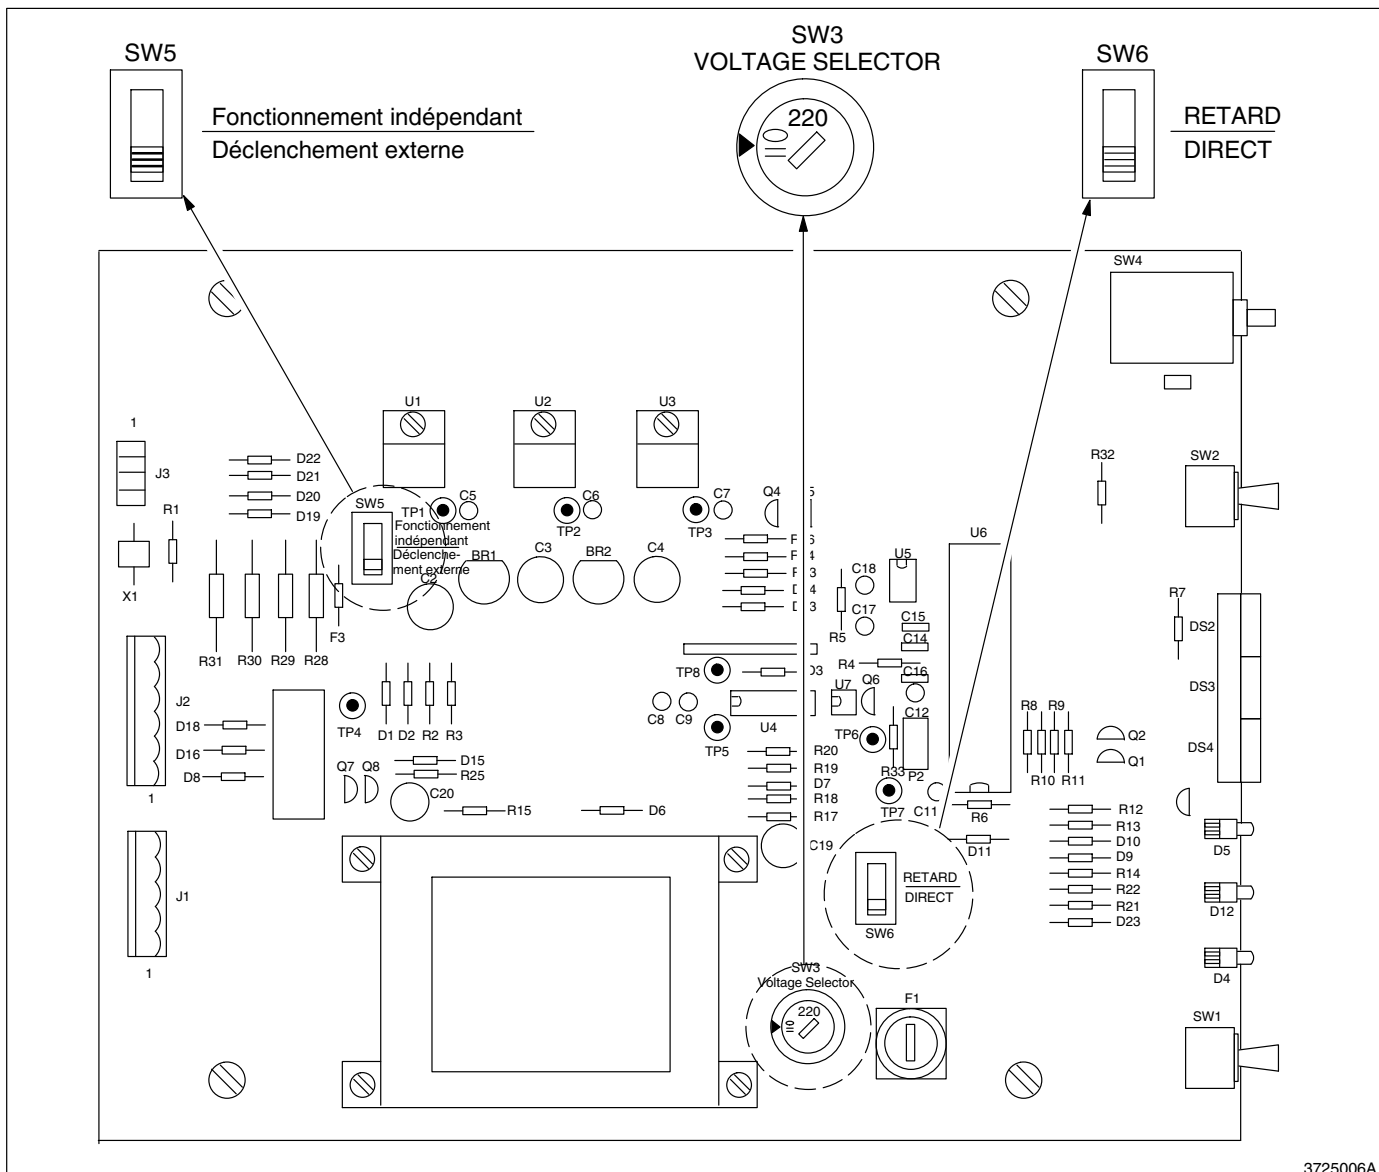 SW5
Fonctionnement indépendant
Déclenchement externe
SW3
VOLTAGE SELECTOR
220
110
SW6
RETARD
DIRECT
SW4
U1
U2
U3
1
J3
R1
X1
D22
D21
D20
D19
SW5
TP1
C5
Fonctionnement
indépendant
Déclenche-
ment externe
C2
C6
TP2
C7
TP3
Q4
R32
SW2
BR1
C3
BR2
C4
U6
U5
C18
C17
C15
C14
R5
R4
C16
R7
DS2
DS3
DS4
R31
R30
R29
R28
F3
TP8
U7
Q6
J2
D18
D16
D8
1
TP4
D1
D2
R2
R3
C8
C9
U4
TP5
C12
TP6
R8
R9
R10
R11
Q2
Q1
D15
R25
Q7
Q8
C20
R15
D6
R20
R19
D7
R18
R17
R33
P2
TP7
C11
R6
D11
R12
R13
D10
D9
R14
R22
R21
D23
D5
D12
D4
C19
J1
1
RETARD
DIRECT
SW6
SW3
Voltage Selector
220
110
F1
SW1
3725006A